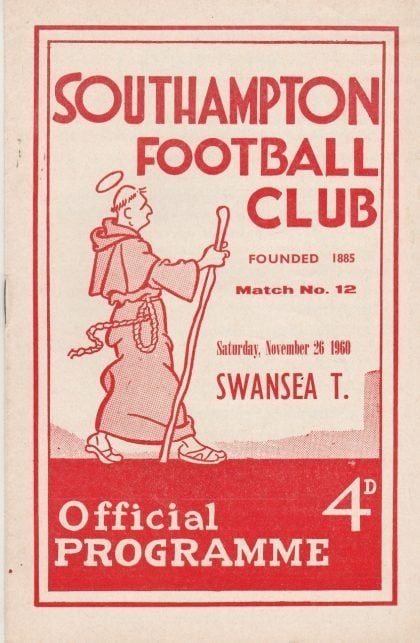 SOUTHAMPTON
FOOTBALL
CLUB
FOUNDED 1885
Match No. 12
Saturday, November 26 1960
SWANSEA T.
Official 4D
PROGRAMME